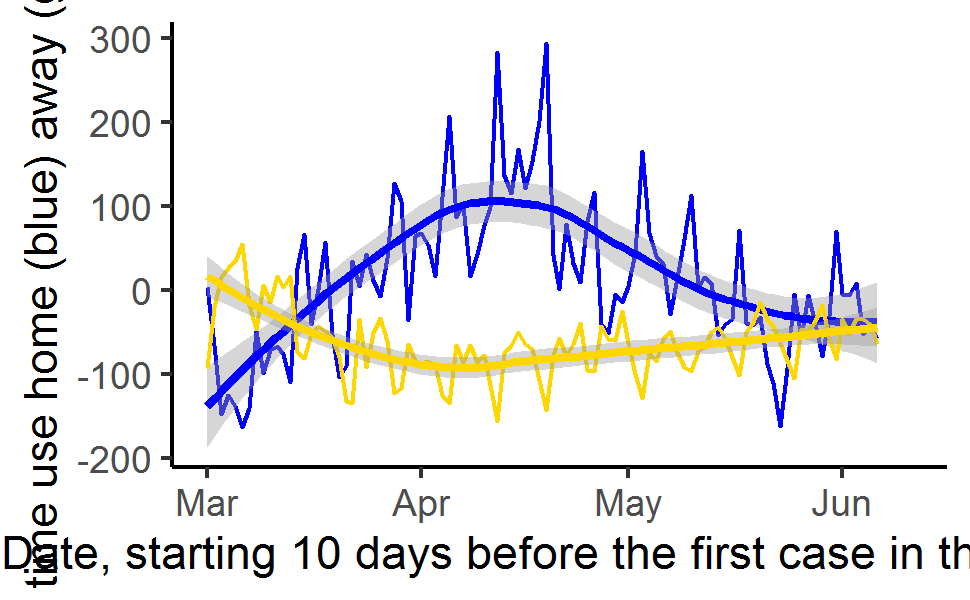 time use home (blue) away (
300
200
100
0
-100
-200
Mar Apr May Jun
Date, starting 10 days before the first case in th